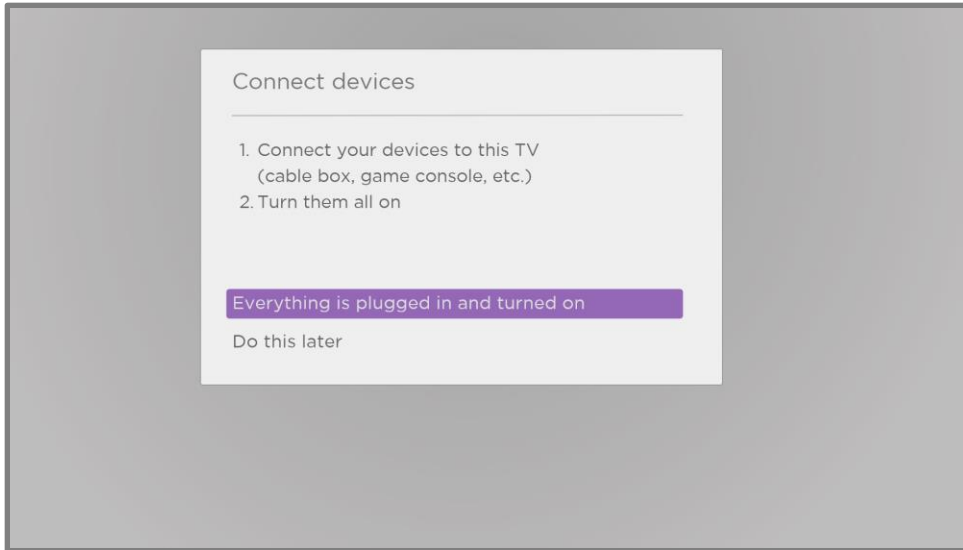 Connect devices
1. Connect your devices to this TV
(cable box, game console, etc.)
2. Turn them all on
Everything is plugged in and turned on
Do this later